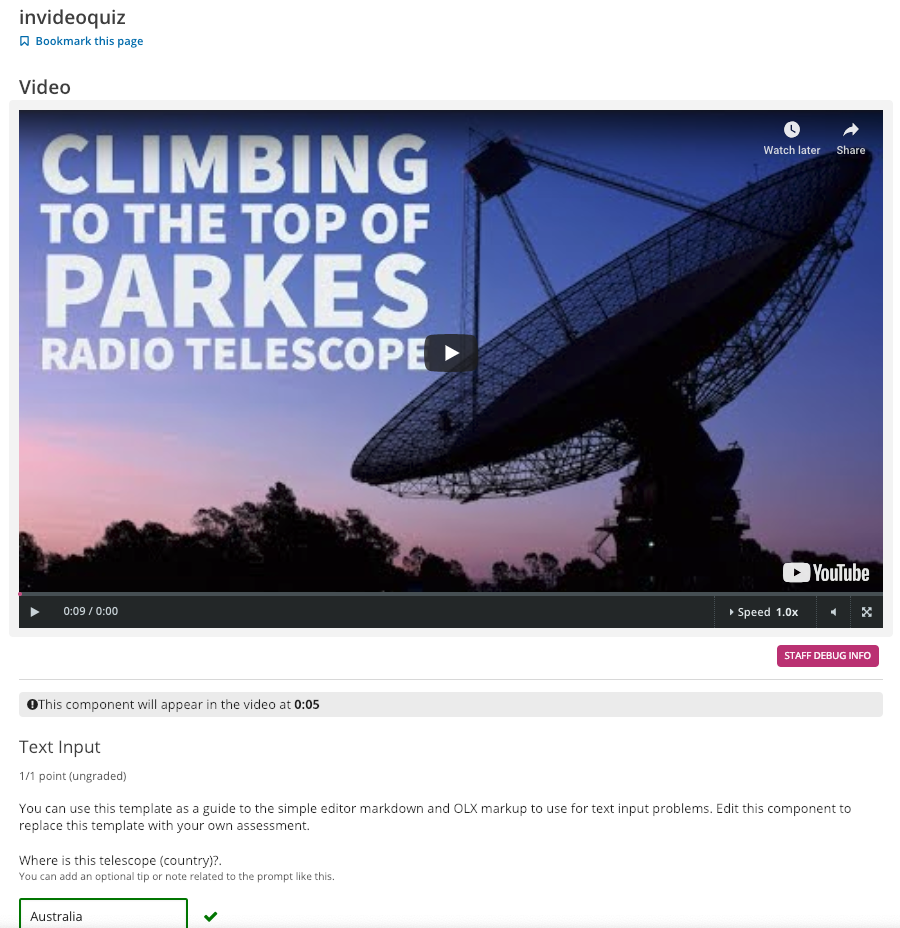 invideoquiz
Bookmark this page
Video
CLIMBING
TO THE TOP OF
PARKES
RADIO TELESCOPE
Watch later
Share
YouTube
0:09 / 0:00
Speed 1.0x
STAFF DEBUG INFO
This component will appear in the video at 0:05
Text Input
1/1 point (ungraded)
You can use this template as a guide to the simple editor markdown and OLX markup to use for text input problems. Edit this component to
replace this template with your own assessment.
Where is this telescope (country)?.
You can add an optional tip or note related to the prompt like this.
Australia